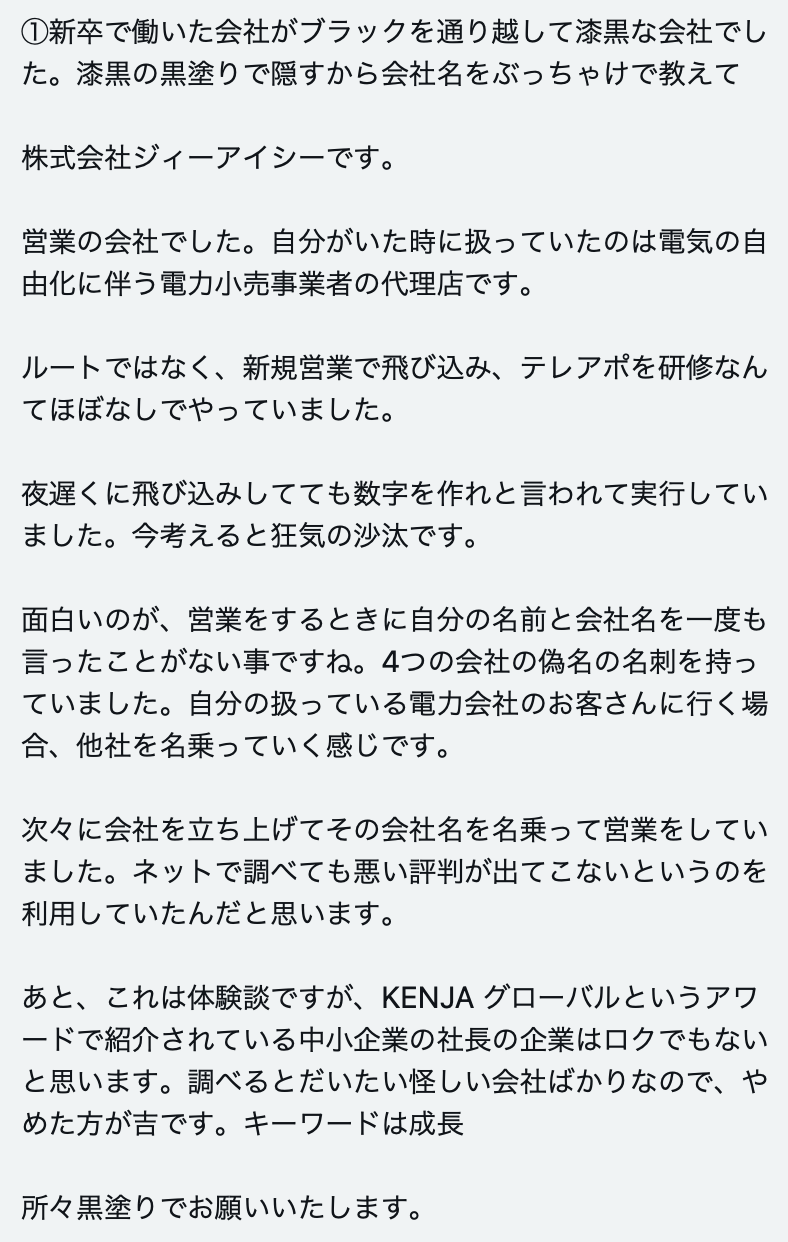 ①新卒で働いた会社がブラックを通り越して漆黒な会社でし
た。漆黒の黒塗りで隠すから会社名をぶっちゃけで教えて
株式会社ジィーアイシーです。
営業の会社でした。自分がいた時に扱っていたのは電気の自
由化に伴う電力小売事業者の代理店です。
ルートではなく、新規営業で飛び込み、テレアポを研修なん
てほぼなしでやっていました。
夜遅くに飛び込みしてても数字を作れと言われて実行してい
ました。今考えると狂気の沙汰です。
面白いのが、営業をするときに自分の名前と会社名を一度も
言ったことがない事ですね。4つの会社の偽名の名刺を持っ
ていました。自分の扱っている電力会社のお客さんに行く場
合、他社を名乗っていく感じです。
次々に会社を立ち上げてその会社名を名乗って営業をしてい
ました。ネットで調べても悪い評判が出てこないというのを
利用していたんだと思います。
あと、これは体験談ですが、KENJA グローバルというアワ
ードで紹介されている中小企業の社長の企業はロクでもない
と思います。調べるとだいたい怪しい会社ばかりなので、や
めた方が吉です。キーワードは成長
所々黒塗りでお願いいたします。